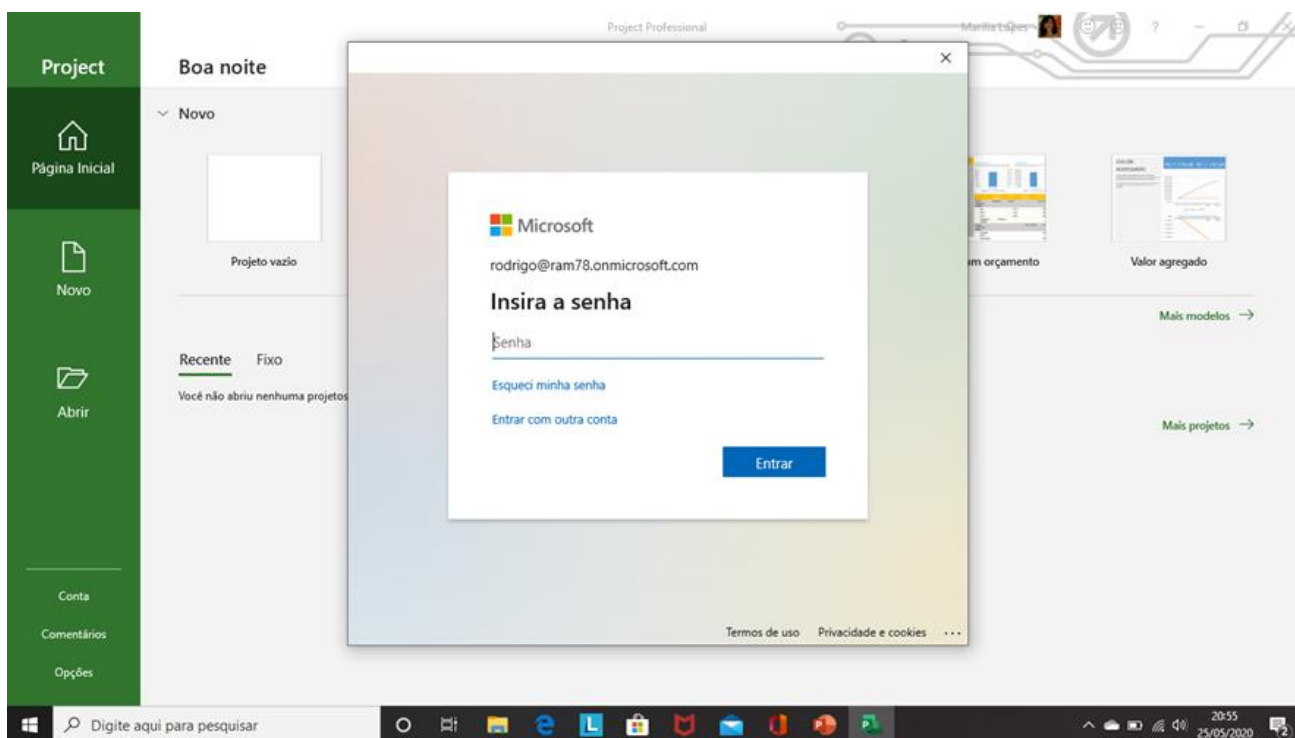 Project Professional
Marilia Lopes
?
Project
Boa noite
Novo
Página Inicial
Projeto vazio
um orçamento
Valor agregado
Novo
Mais modelos
Recente Fixo
Você não abriu nenhuma projetos
Abrir
Mais projetos
Microsoft
rodrigo@ram78.onmicrosoft.com
Insira a senha
Senha
Esqueci minha senha
Entrar com outra conta
Entrar
Termos de uso Privacidade e cookies ...
Conta
Comentários
Opções
Digite aqui para pesquisar
20:55
25/05/2020